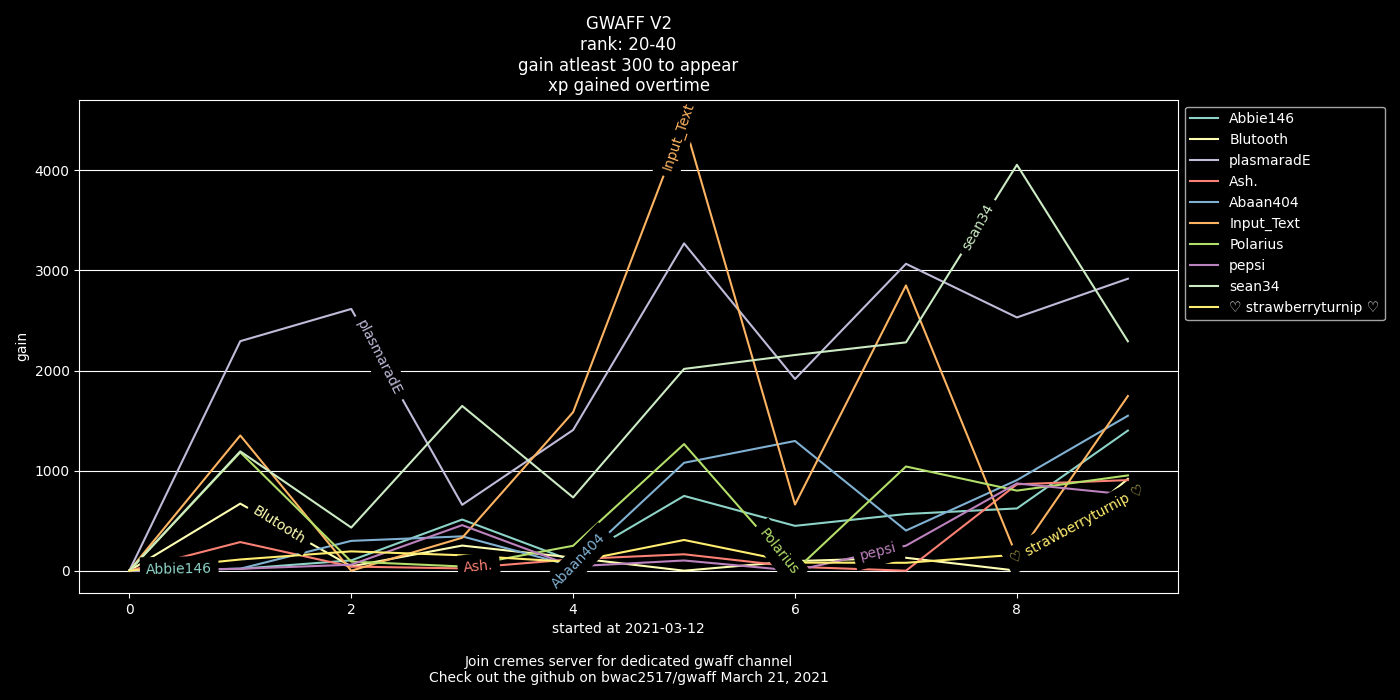 GWAFF V2
rank: 20-40
gain atleast 300 to appear
xp gained overtime
gain
4000
3000
2000
1000
0
0 2 4 6 8
Abbie146
Blutooth
plasmaradE
Ash.
Abaan404
Input_Text
Polarius
pepsi
sean34
♡ strawberryturnip ♡
Abbie146
Blutooth
plasmaradE
Ash.
Abaan404
Input_Text
Polarius
pepsi
sean34
♡ strawberryturnip ♡
started at 2021-03-12
Join cremes server for dedicated gwaff channel
Check out the github on bwac2517/gwaff March 21, 2021